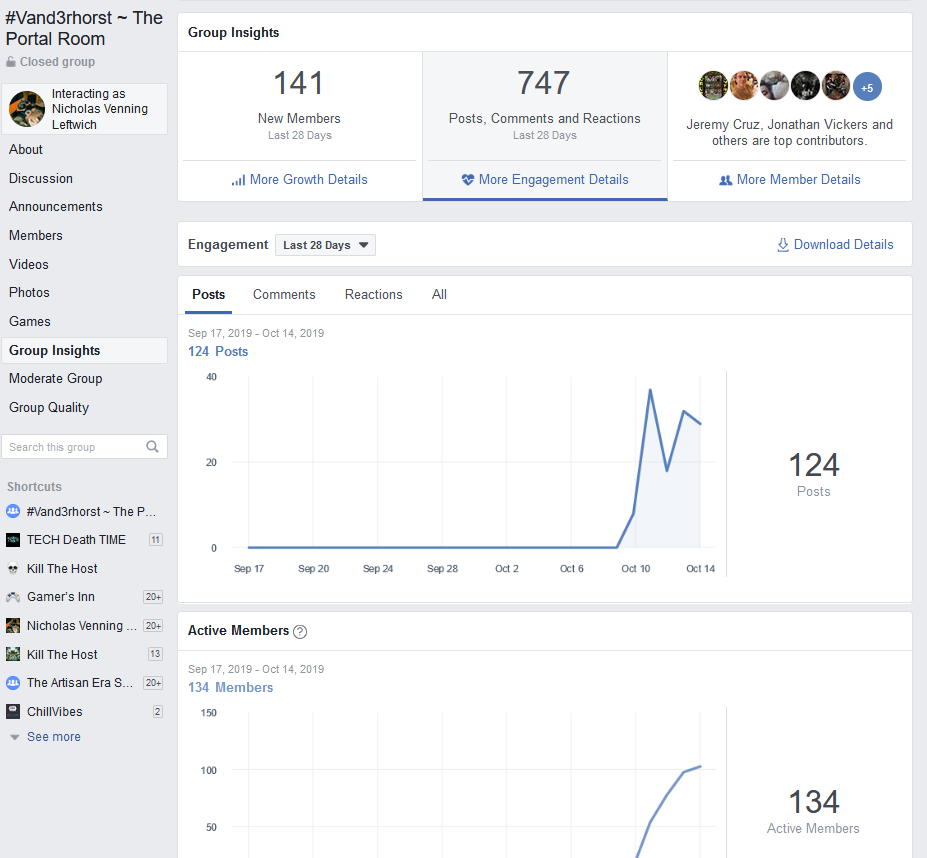 #Vand3rhorst ~ The
Portal Room
Closed group
Interacting as
Nicholas Venning
Leftwich
About
Discussion
Announcements
Members
Videos
Photos
Games
Group Insights
Moderate Group
Group Quality
Search this group
Shortcuts
#Vand3rhorst ~ The P...
TECH Death TIME 11
Kill The Host
Gamer's Inn 20+
Nicholas Venning ... 20+
Kill The Host 13
The Artisan Era S... 20+
ChillVibes 2
See more
Group Insights
141
New Members
Last 28 Days
More Growth Details
747
Posts, Comments and Reactions
Last 28 Days
More Engagement Details
+5
Jeremy Cruz, Jonathan Vickers and
others are top contributors.
More Member Details
Engagement Last 28 Days Download Details
Posts Comments Reactions All
Sep 17, 2019 - Oct 14, 2019
124 Posts
40
20
0
Sep 17 Sep 20 Sep 24 Sep 28 Oct 2 Oct 6 Oct 10 Oct 14
124
Posts
Active Members ?
Sep 17, 2019 - Oct 14, 2019
134 Members
150
100
50
134
Active Members